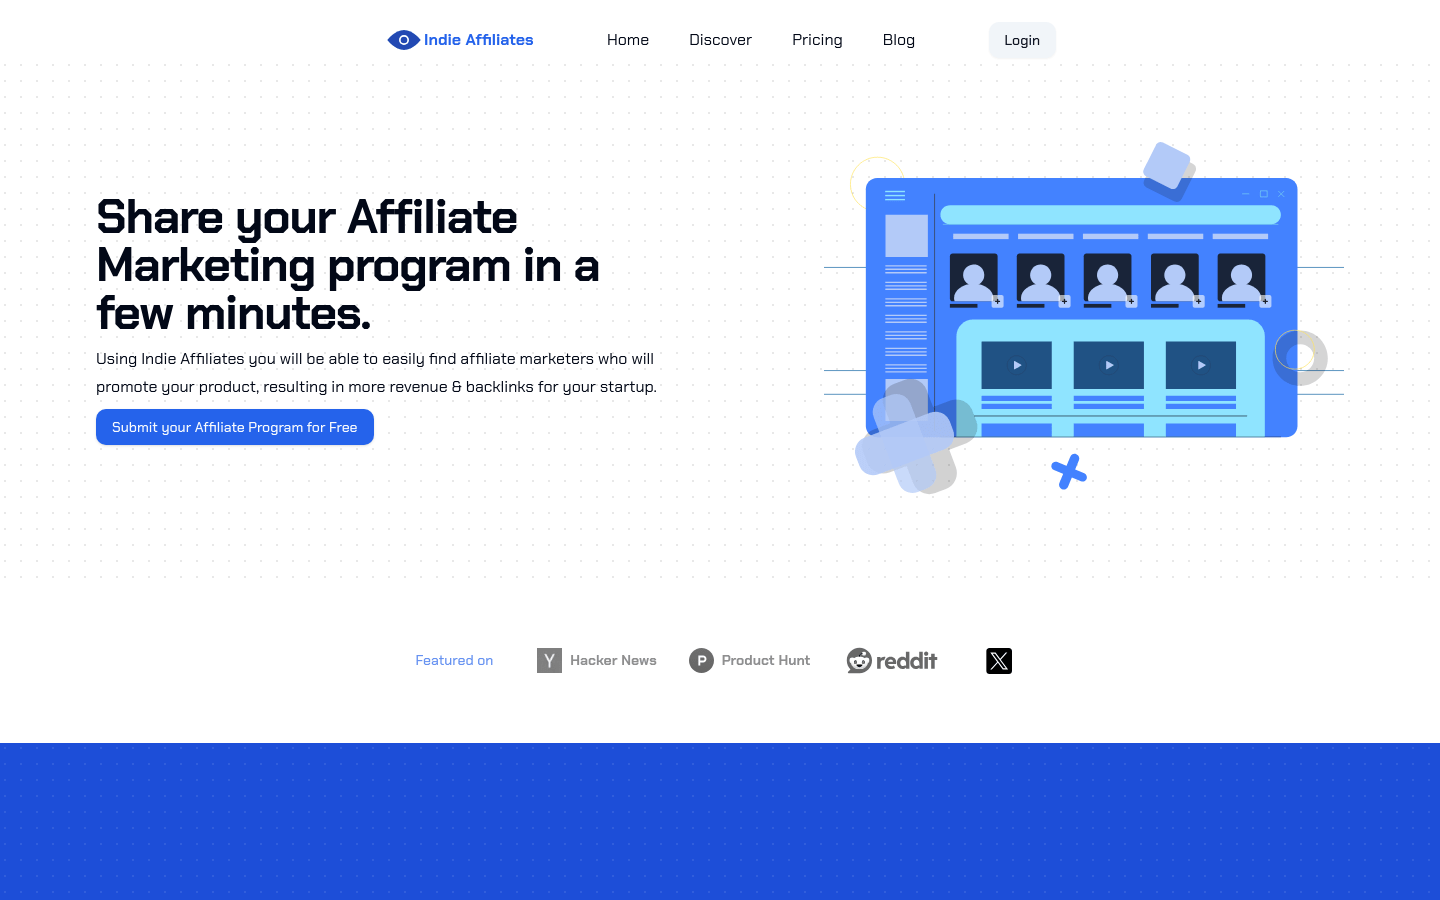 Indie Affiliates
Home
Discover
Pricing
Blog
Login
Share your Affiliate
Marketing program in a
few minutes.
Using Indie Affiliates you will be able to easily find affiliate marketers who will
promote your product, resulting in more revenue & backlinks for your startup.
Submit your Affiliate Program for Free
Featured on
Y Hacker News
P Product Hunt
reddit
X